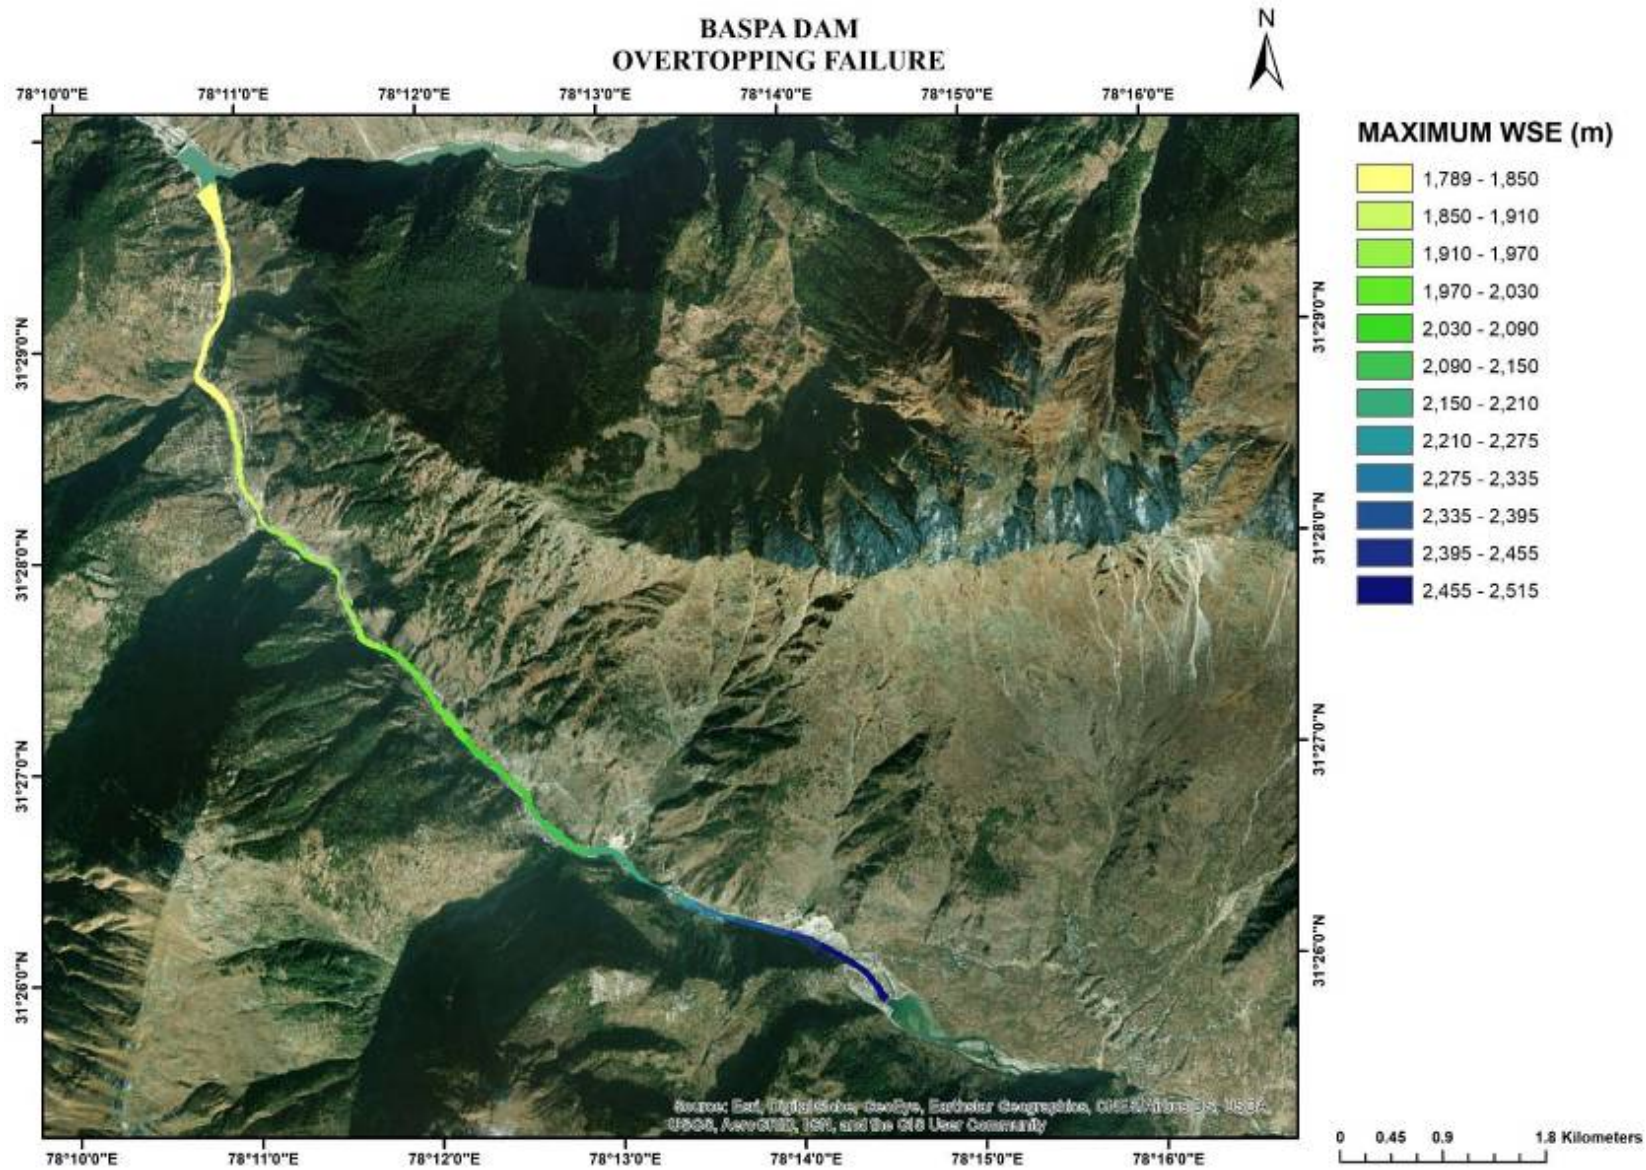 BASPA DAM
OVERTOPPING FAILURE
N
78°10'0"E 78°11'0"E 78°12'0"E 78°13'0"E 78°14'0"E 78°15'0"E 78°16'0"E
MAXIMUM WSE (m)
1,789 - 1,850
1,850 - 1,910
1,910 - 1,970
1,970 - 2,030
2,030 - 2,090
2,090 - 2,150
2,150 - 2,210
2,210 - 2,275
2,275 - 2,335
2,335 - 2,395
2,395 - 2,455
2,455 - 2,515
31°29'0"N
31°28'0"N
31°27'0"N
31°26'0"N
31°29'0"N
31°28'0"N
31°27'0"N
31°26'0"N
Source: Esri, DigitalGlobe, GeoEye, Earthstar Geographics, CNES/Airbus DS, USDA,
USGS, AeroGRID, IGN, and the GIS User Community
78°10'0"E 78°11'0"E 78°12'0"E 78°13'0"E 78°14'0"E 78°15'0"E 78°16'0"E
0 0.45 0.9 1.8 Kilometers